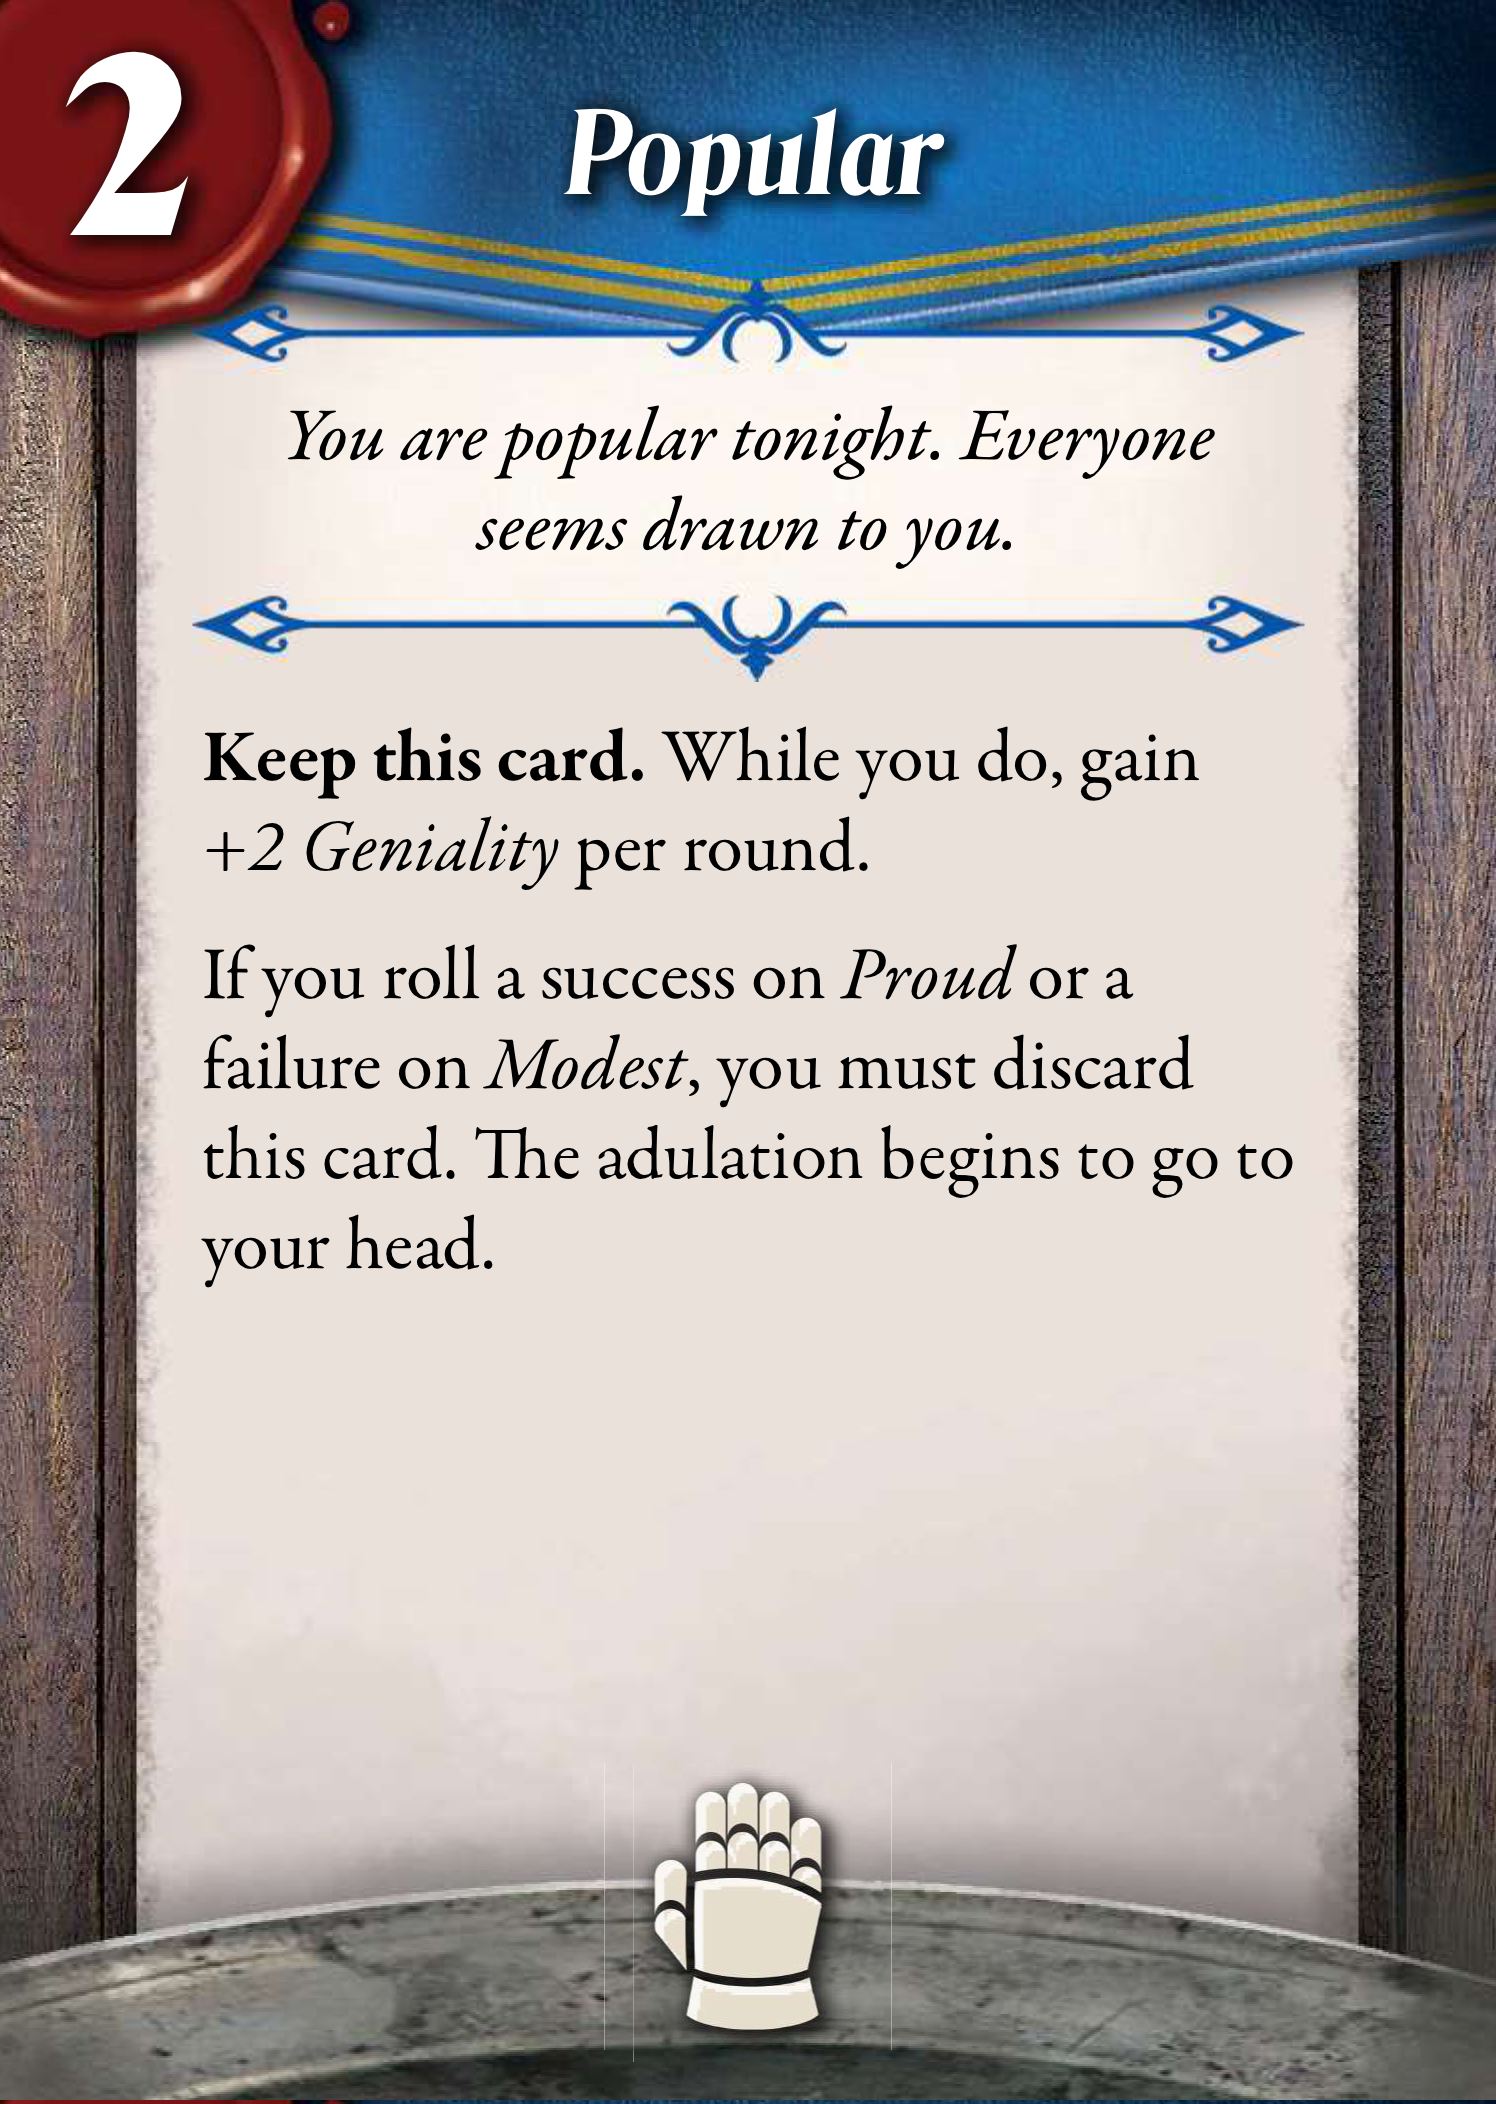 2
Popular
You are popular tonight. Everyone
seems drawn to you.
Keep this card. While you do, gain
+2 Geniality per round.
If you roll a success on Proud or a
failure on Modest, you must discard
this card. The adulation begins to go to
your head.